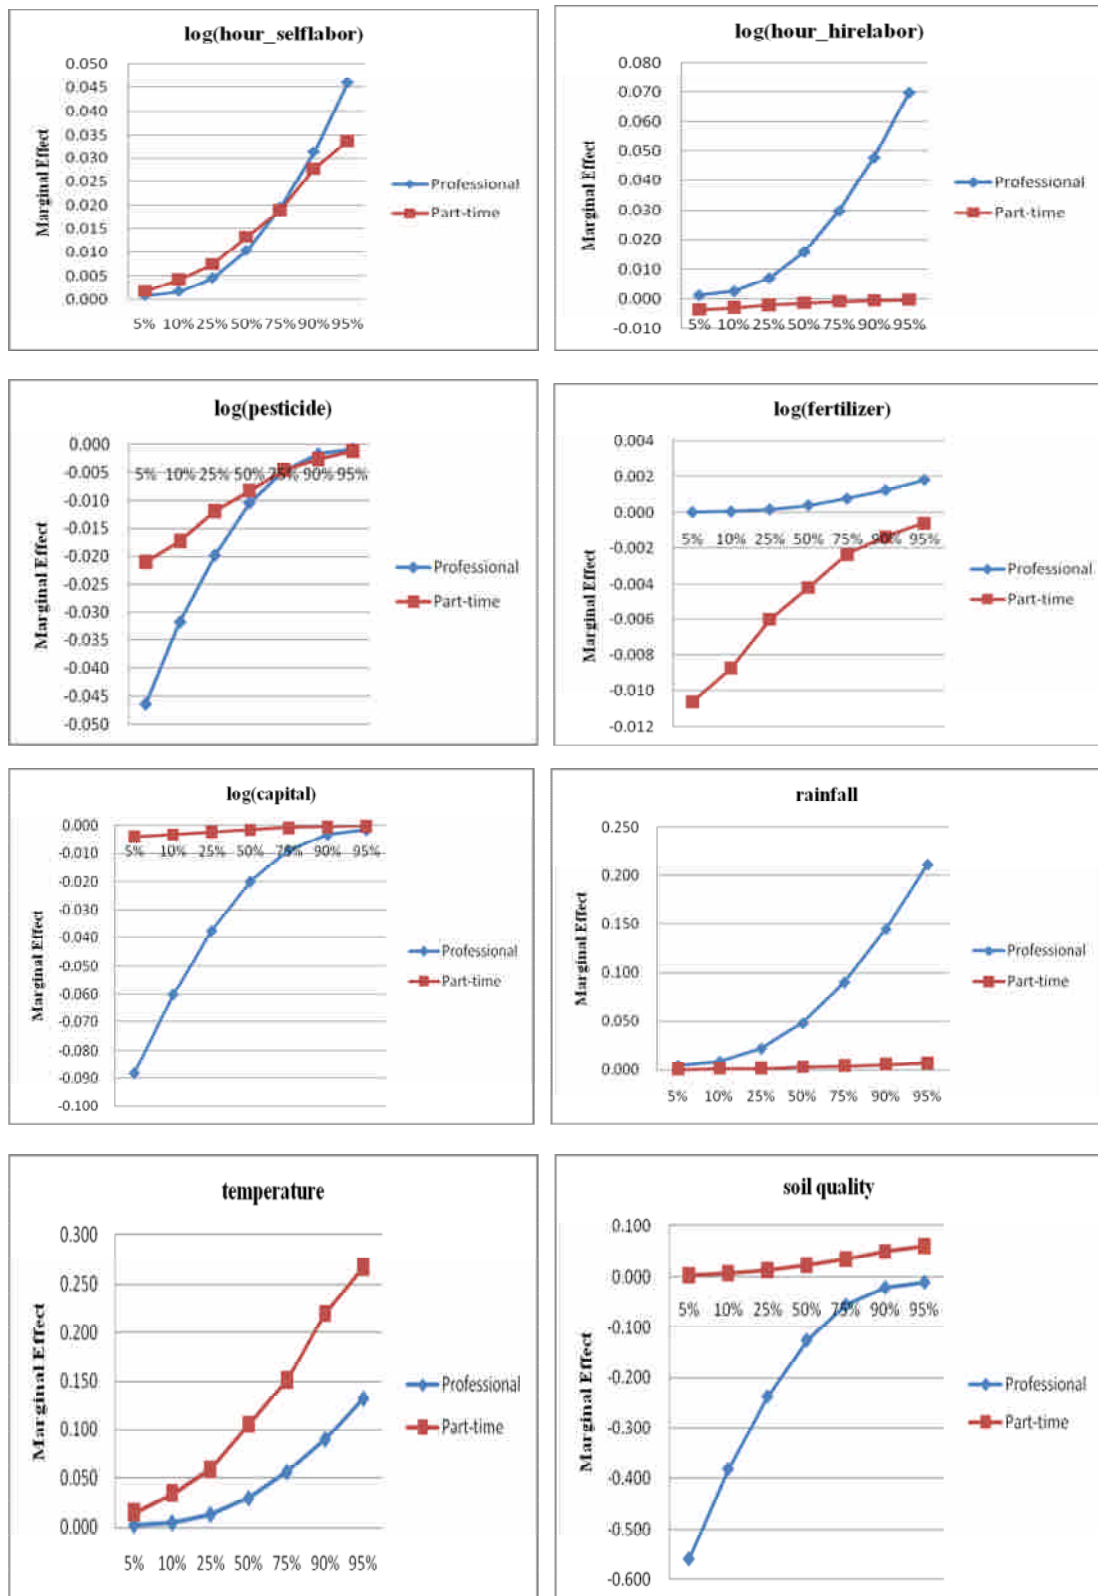 log(hour_selflabor)
0.050
0.045
0.040
0.035
0.030
0.025
0.020
0.015
0.010
0.005
0.000
Marginal Effect
5% 10% 25% 50% 75% 90% 95%
Professional
Part-time
log(hour_hirelabor)
0.080
0.070
0.060
0.050
0.040
0.030
0.020
0.010
0.000
-0.010
Marginal Effect
5% 10% 25% 50% 75% 90% 95%
Professional
Part-time
log(pesticide)
0.000
-0.005
-0.010
-0.015
-0.020
-0.025
-0.030
-0.035
-0.040
-0.045
-0.050
Marginal Effect
5% 10% 25% 50% 75% 90% 95%
Professional
Part-time
log(fertilizer)
0.004
0.002
0.000
-0.002
-0.004
-0.006
-0.008
-0.010
-0.012
Marginal Effect
5% 10% 25% 50% 75% 90% 95%
Professional
Part-time
log(capital)
0.000
-0.010
-0.020
-0.030
-0.040
-0.050
-0.060
-0.070
-0.080
-0.090
-0.100
Marginal Effect
5% 10% 25% 50% 75% 90% 95%
Professional
Part-time
rainfall
0.250
0.200
0.150
0.100
0.050
0.000
Marginal Effect
5% 10% 25% 50% 75% 90% 95%
Professional
Part-time
temperature
0.300
0.250
0.200
0.150
0.100
0.050
0.000
Marginal Effect
5% 10% 25% 50% 75% 90% 95%
Professional
Part-time
soil quality
0.100
0.000
-0.100
-0.200
-0.300
-0.400
-0.500
-0.600
Marginal Effect
5% 10% 25% 50% 75% 90% 95%
Professional
Part-time